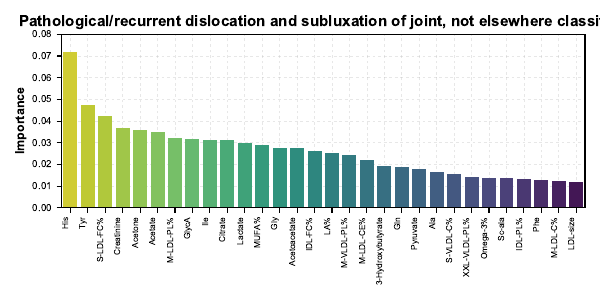 Pathological/recurrent dislocation and subluxation of joint, not elsewhere classi
Importance
0.08
0.07
0.06
0.05
0.04
0.03
0.02
0.01
0.00
His
Tyr
S-LDL-FC%
Creatinine
Acetone
Acetate
M-LDL-PL%
GlycA
Ile
Citrate
Lactate
MUFA%
Gly
Acetoacetate
IDL-FC%
LA%
M-VLDL-PL%
M-LDL-CE%
3-Hydroxybutyrate
Gln
Pyruvate
Ala
S-VLDL-C%
XXL-VLDL-PL%
Omega-3%
Sc-ala
IDL-PL%
Phe
M-LDL-C%
LDL-size